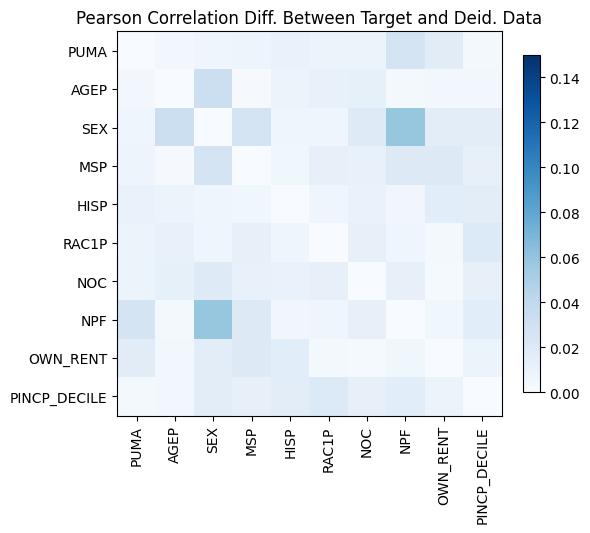 Pearson Correlation Diff. Between Target and Deid. Data
PUMA
AGEP
SEX
MSP
HISP
RAC1P
NOC
NPF
OWN_RENT
PINCP_DECILE
PUMA
AGEP
SEX
MSP
HISP
RAC1P
NOC
NPF
OWN_RENT
PINCP_DECILE
0.14
0.12
0.10
0.08
0.06
0.04
0.02
0.00